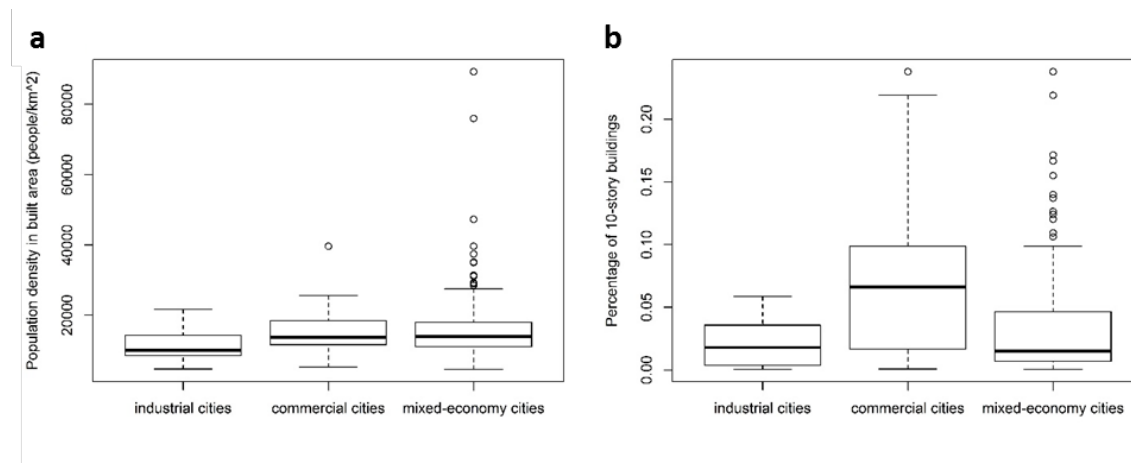 a
Population density in built area (people/km^2)
80000
60000
40000
20000
industrial cities
commercial cities
mixed-economy cities
b
Percentage of 10-story buildings
0.20
0.15
0.10
0.05
0.00
industrial cities
commercial cities
mixed-economy cities